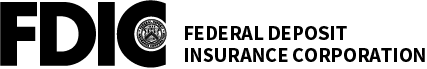 FDIC
FEDERAL DEPOSIT
INSURANCE CORPORATION